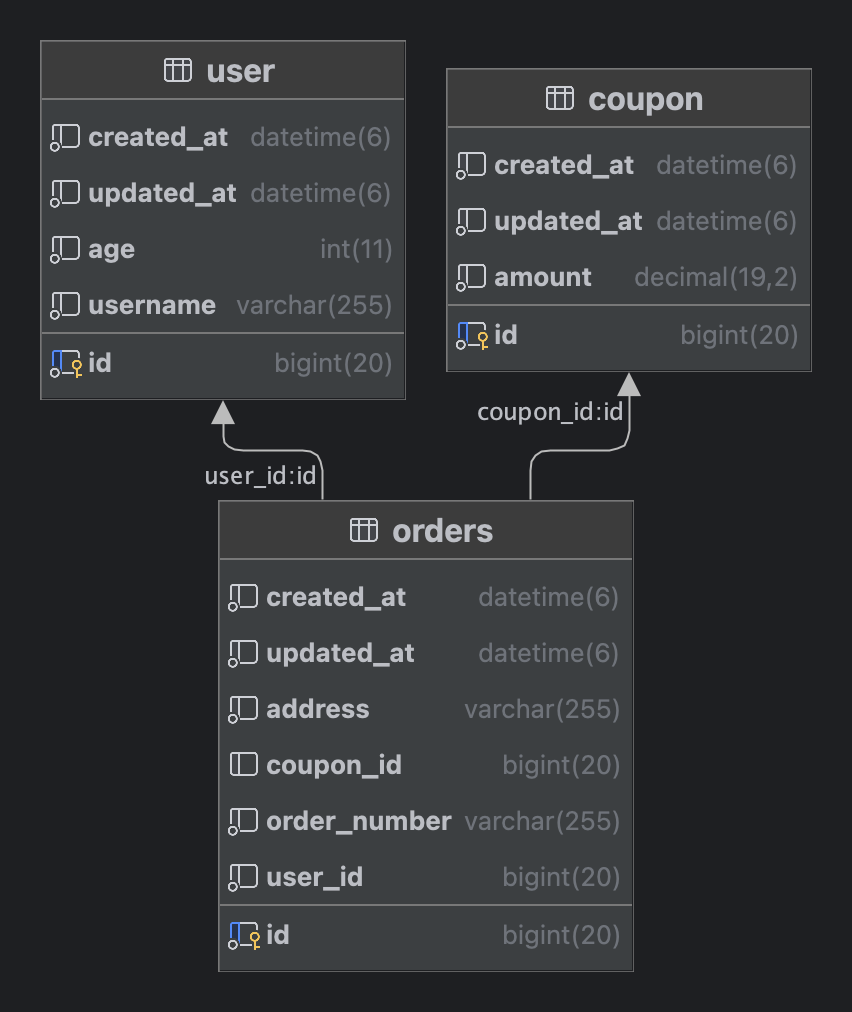 user
created_at datetime(6)
updated_at datetime(6)
age int(11)
username varchar(255)
id bigint(20)
coupon
created_at datetime(6)
updated_at datetime(6)
amount decimal(19,2)
id bigint(20)
coupon_id:id
user_id:id
orders
created_at datetime(6)
updated_at datetime(6)
address varchar(255)
coupon_id bigint(20)
order_number varchar(255)
user_id bigint(20)
id bigint(20)